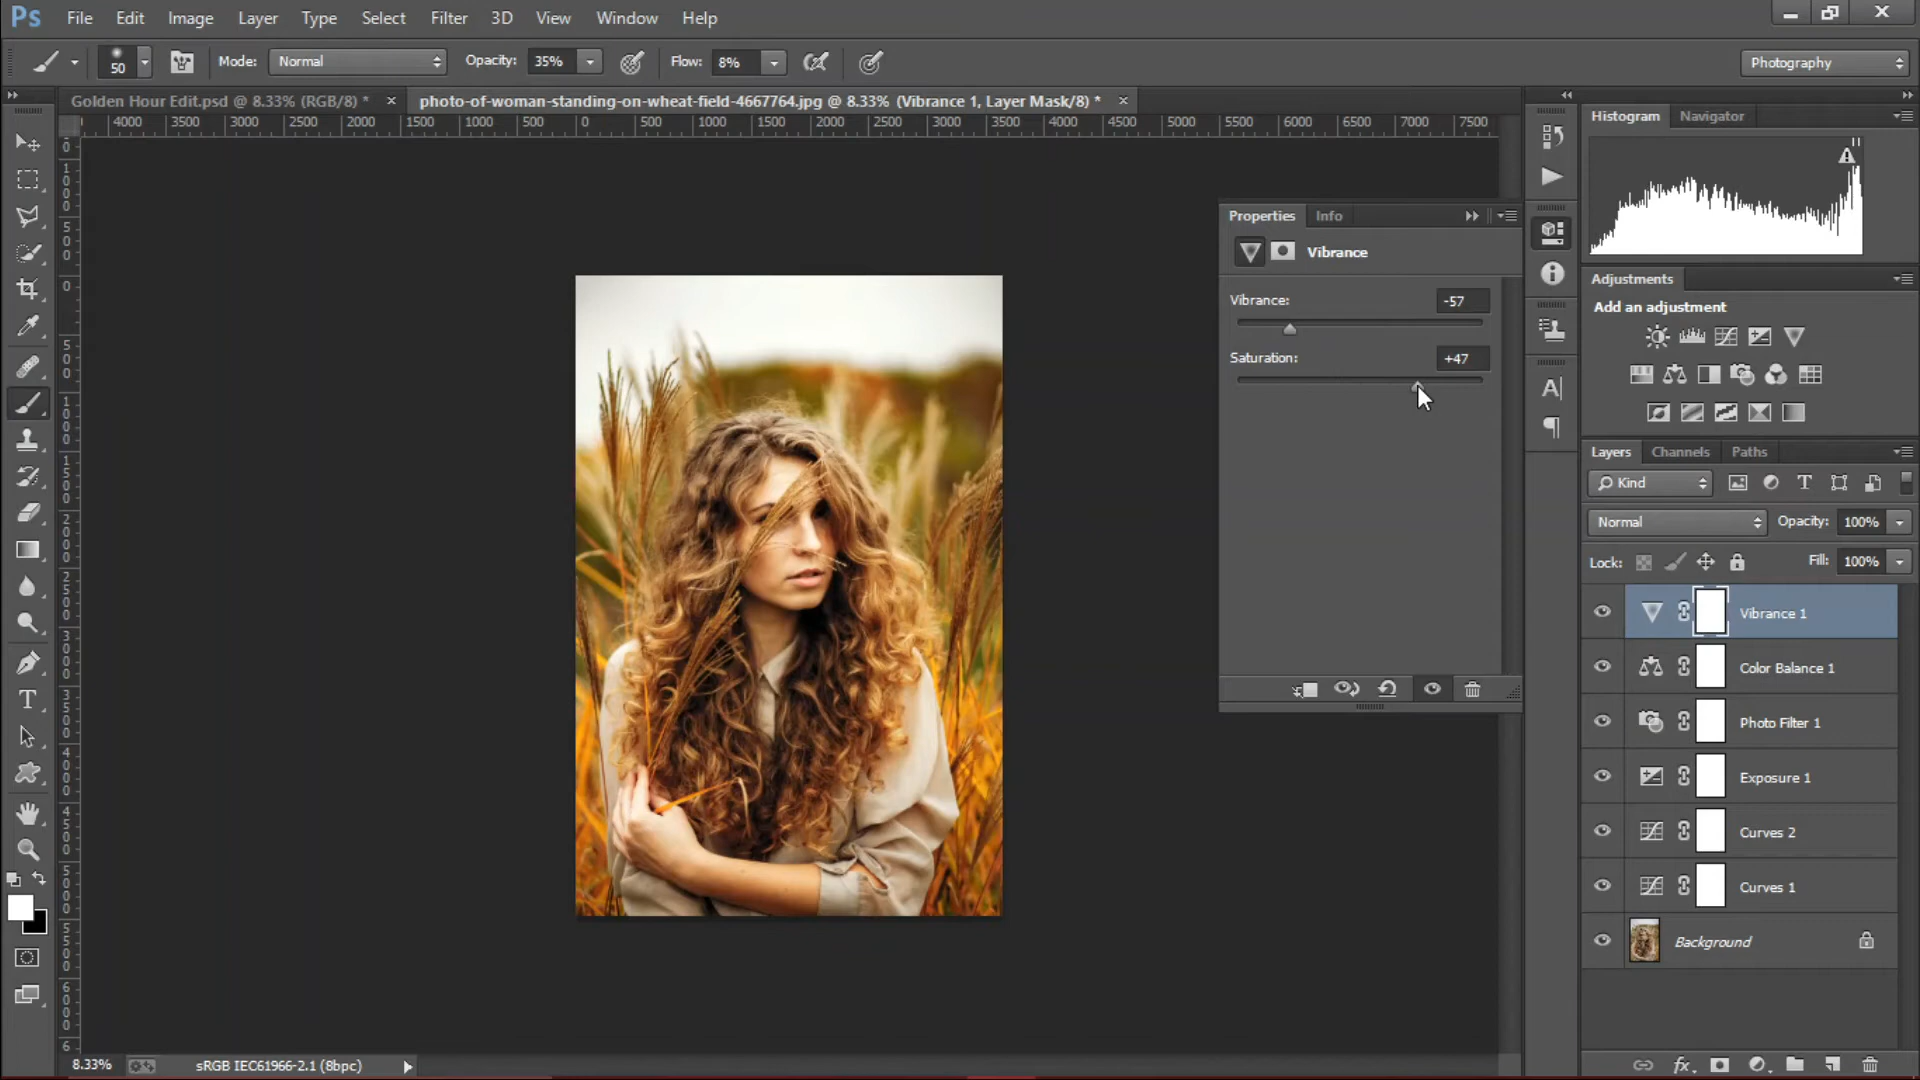 Ps File Edit Image Layer Type Select Filter 3D View Window Help
50 Mode: Normal Opacity: 35% Flow: 8% Photography
Golden Hour Edit.psd @ 8.33% (RGB/8) * × photo-of-woman-standing-on-wheat-field-4667764.jpg @ 8.33% (Vibrance 1, Layer Mask/8) * ×
4000 3500 3000 2500 2000 1500 1000 500 0 500 1000 1500 2000 2500 3000 3500 4000 4500 5000 5500 6000 6500 7000 7500
Histogram Navigator
Properties Info
Vibrance
Vibrance: -57
Saturation: +47
Adjustments
Add an adjustment
Layers Channels Paths
Kind
Normal Opacity: 100%
Lock: Fill: 100%
Vibrance 1
Color Balance 1
Photo Filter 1
Exposure 1
Curves 2
Curves 1
Background
8.33% sRGB IEC61966-2.1 (8bpc)